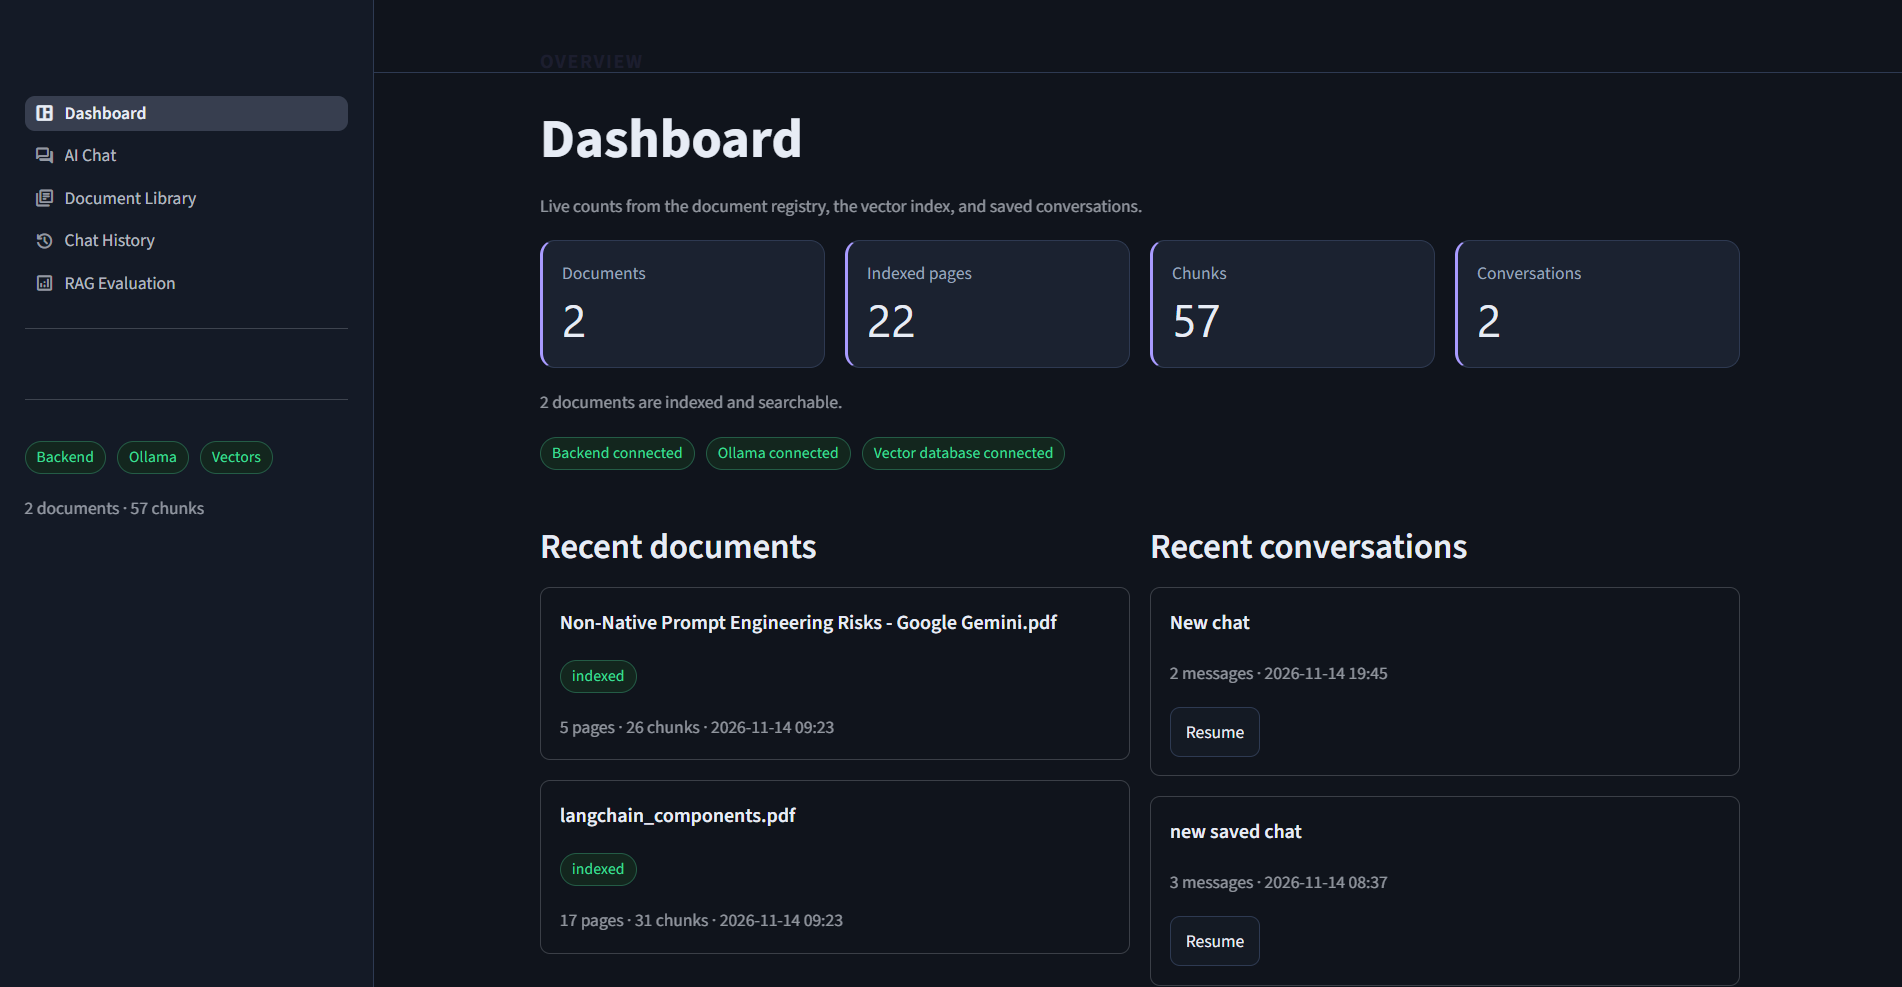 Dashboard
AI Chat
Document Library
Chat History
RAG Evaluation
Backend
Ollama
Vectors
2 documents · 57 chunks
OVERVIEW
Dashboard
Live counts from the document registry, the vector index, and saved conversations.
Documents
2
Indexed pages
22
Chunks
57
Conversations
2
2 documents are indexed and searchable.
Backend connected
Ollama connected
Vector database connected
Recent documents
Non-Native Prompt Engineering Risks - Google Gemini.pdf
indexed
5 pages · 26 chunks · 2026-11-14 09:23
langchain_components.pdf
indexed
17 pages · 31 chunks · 2026-11-14 09:23
Recent conversations
New chat
2 messages · 2026-11-14 19:45
Resume
new saved chat
3 messages · 2026-11-14 08:37
Resume